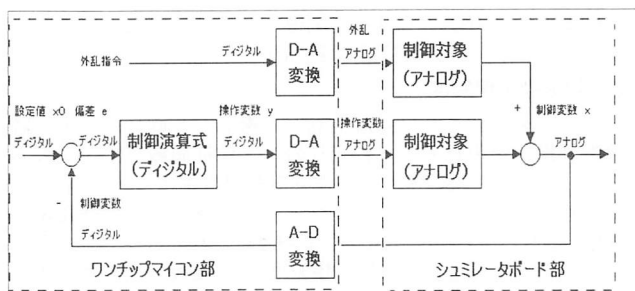 外乱
外乱指令
ディジタル
D-A
変換
アナログ
制御対象
(アナログ)
設定値 x0 偏差 e
操作変数 y
操作変数
+
制御変数 x
ディジタル
ディジタル
制御演算式
(ディジタル)
ディジタル
D-A
変換
アナログ
制御対象
(アナログ)
アナログ
-
制御変数
ディジタル
A-D
変換
ワンチップマイコン部
シュミレータボード部